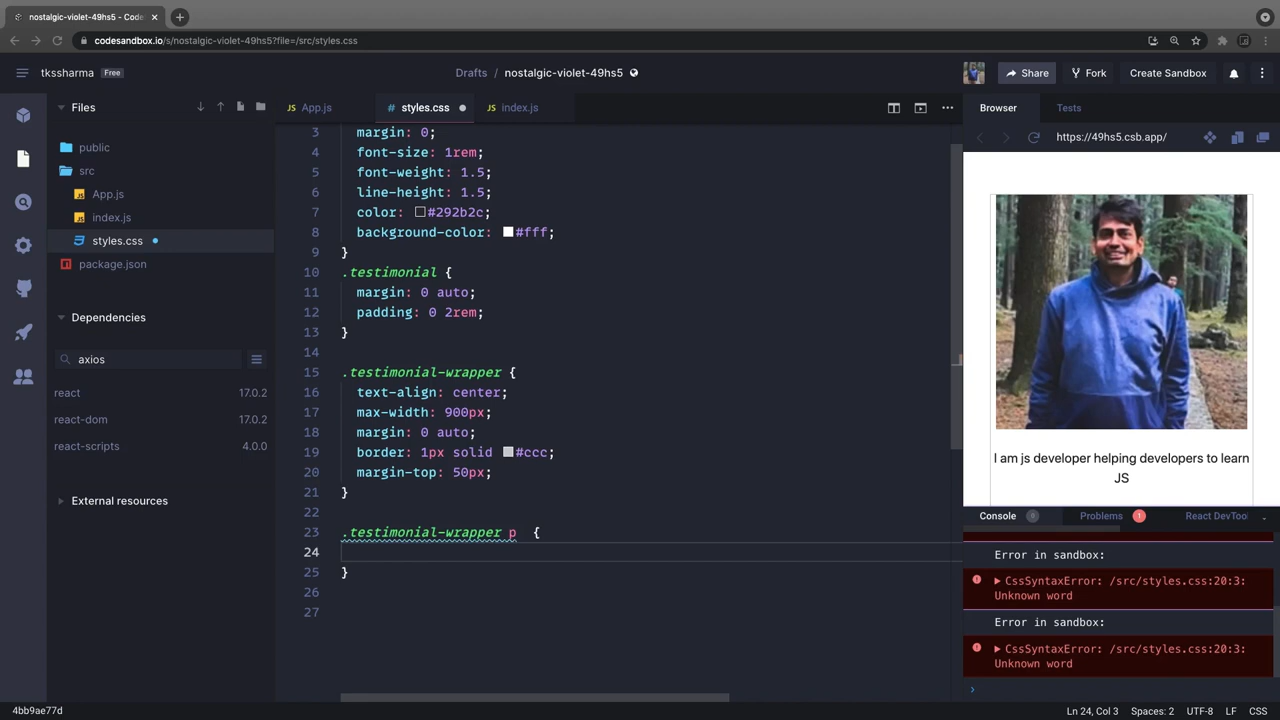 nostalgic-violet-49hs5 - Code
codesandbox.io/s/nostalgic-violet-49hs5?file=/src/styles.css
tkssharma Free
Drafts / nostalgic-violet-49hs5
Share
Fork
Create Sandbox
Files
public
src
App.js
index.js
styles.css
package.json
Dependencies
axios
react 17.0.2
react-dom 17.0.2
react-scripts 4.0.0
External resources
App.js
styles.css
index.js
3 margin: 0;
4 font-size: 1rem;
5 font-weight: 1.5;
6 line-height: 1.5;
7 color: #292b2c;
8 background-color: #fff;
9 }
10 .testimonial {
11 margin: 0 auto;
12 padding: 0 2rem;
13 }
14
15 .testimonial-wrapper {
16 text-align: center;
17 max-width: 900px;
18 margin: 0 auto;
19 border: 1px solid #ccc;
20 margin-top: 50px;
21 }
22
23 .testimonial-wrapper p {
24
25 }
26
27
Browser Tests
https://49hs5.csb.app/
I am js developer helping developers to learn
JS
Console 0 Problems 1 React DevTool
Error in sandbox:
CssSyntaxError: /src/styles.css:20:3:
Unknown word
Error in sandbox:
CssSyntaxError: /src/styles.css:20:3:
Unknown word
4bb9ae77d
Ln 24, Col 3 Spaces: 2 UTF-8 LF CSS